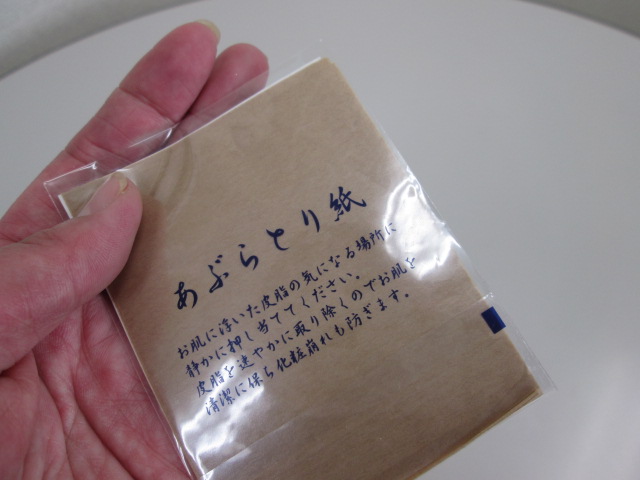 あぶらとり紙
お肌に浮いた皮脂の気になる場所に
静かに押し当ててください。
皮脂を速やかに取り除くのでお肌を
清潔に保ち化粧崩れも防ぎます。